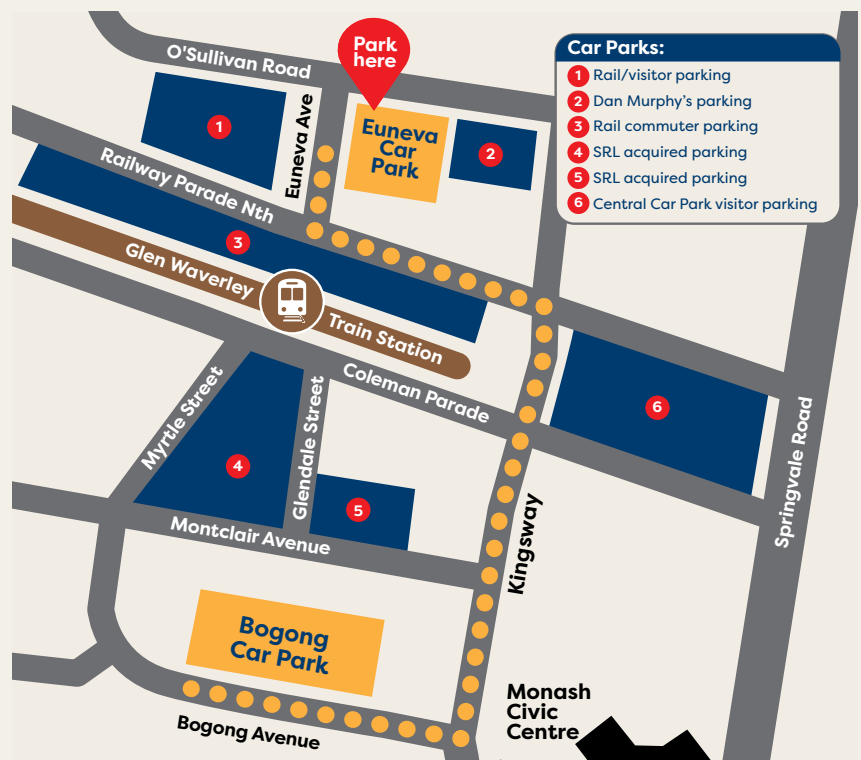 O'Sullivan Road
Park
here
Car Parks:
1 Rail/visitor parking
2 Dan Murphy's parking
3 Rail commuter parking
4 SRL acquired parking
5 SRL acquired parking
6 Central Car Park visitor parking
1
Euneva Ave
Euneva
Car
Park
2
Railway Parade Nth
3
Glen Waverley
Train Station
Coleman Parade
6
Springvale Road
Myrtle Street
4
Glendale Street
5
Montclair Avenue
Kingsway
Bogong
Car Park
Bogong Avenue
Monash
Civic
Centre